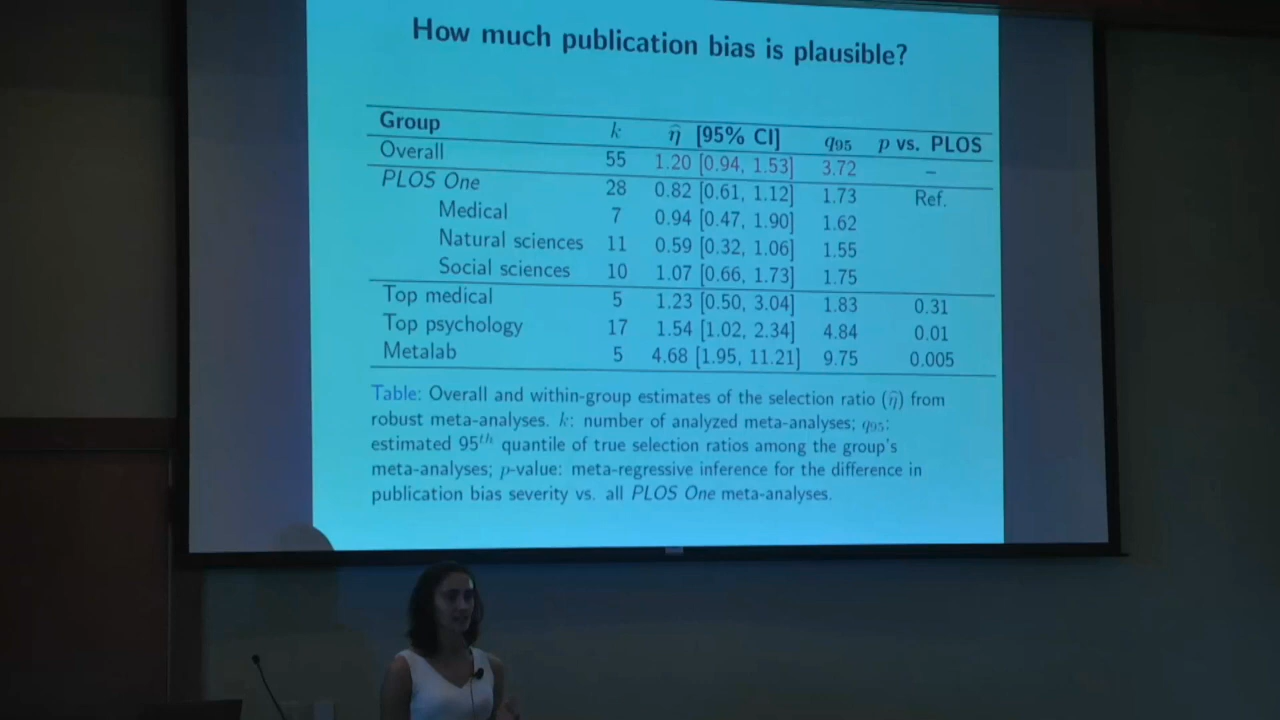 How much publication bias is plausible?
Group k η̂ [95% CI] q95 p vs. PLOS
Overall 55 1.20 [0.94, 1.53] 3.72 –
PLOS One 28 0.82 [0.61, 1.12] 1.73 Ref.
Medical 7 0.94 [0.47, 1.90] 1.62
Natural sciences 11 0.59 [0.32, 1.06] 1.55
Social sciences 10 1.07 [0.66, 1.73] 1.75
Top medical 5 1.23 [0.50, 3.04] 1.83 0.31
Top psychology 17 1.54 [1.02, 2.34] 4.84 0.01
Metalab 5 4.68 [1.95, 11.21] 9.75 0.005
Table: Overall and within-group estimates of the selection ratio (η̂) from
robust meta-analyses. k: number of analyzed meta-analyses; q95:
estimated 95th quantile of true selection ratios among the group's
meta-analyses; p-value: meta-regressive inference for the difference in
publication bias severity vs. all PLOS One meta-analyses.